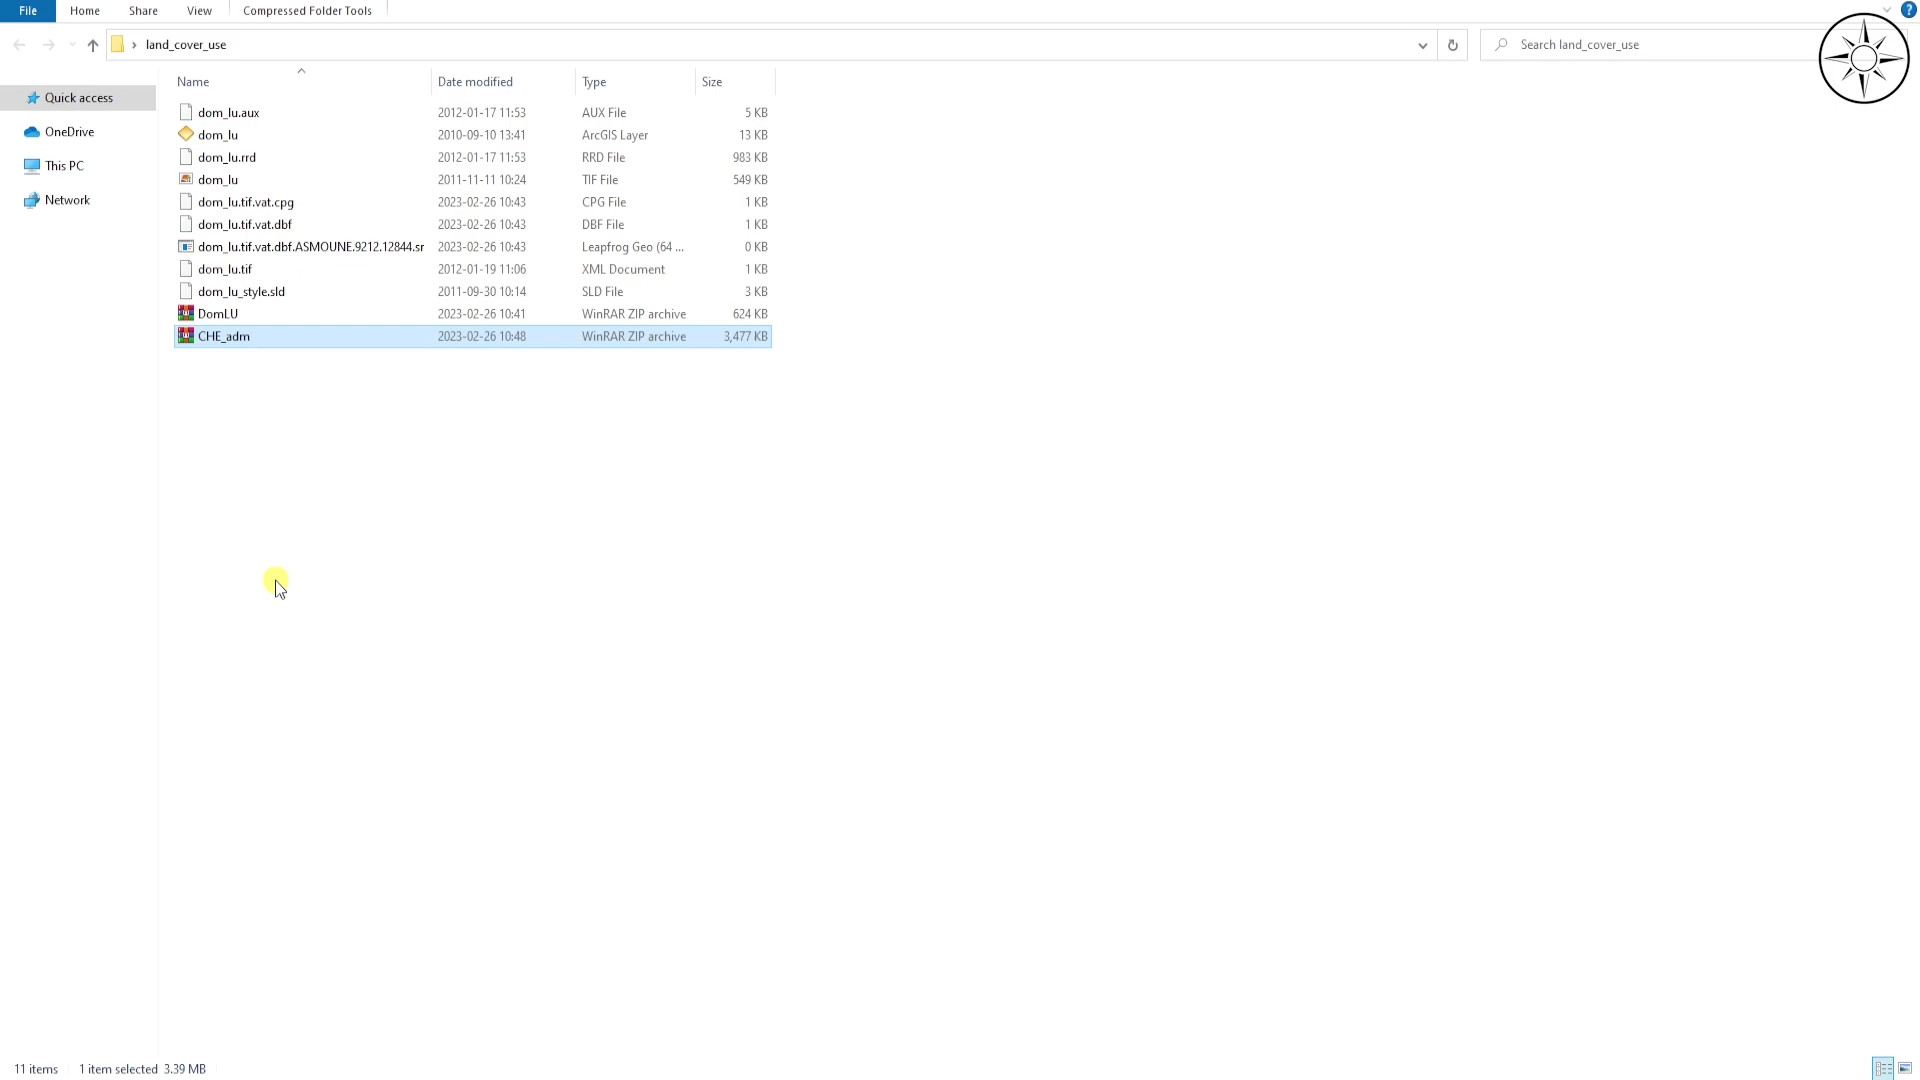 File Home Share View Compressed Folder Tools ?
land_cover_use Search land_cover_use
Name Date modified Type Size
Quick access
OneDrive
This PC
Network
dom_lu.aux 2012-01-17 11:53 AUX File 5 KB
dom_lu 2010-09-10 13:41 ArcGIS Layer 13 KB
dom_lu.rrd 2012-01-17 11:53 RRD File 983 KB
dom_lu 2011-11-11 10:24 TIF File 549 KB
dom_lu.tif.vat.cpg 2023-02-26 10:43 CPG File 1 KB
dom_lu.tif.vat.dbf 2023-02-26 10:43 DBF File 1 KB
dom_lu.tif.vat.dbf.ASMOUNE.9212.12844.sr 2023-02-26 10:43 Leapfrog Geo (64 ... 0 KB
dom_lu.tif 2012-01-19 11:06 XML Document 1 KB
dom_lu_style.sld 2011-09-30 10:14 SLD File 3 KB
DomLU 2023-02-26 10:41 WinRAR ZIP archive 624 KB
CHE_adm 2023-02-26 10:48 WinRAR ZIP archive 3,477 KB
11 items 1 item selected 3.39 MB